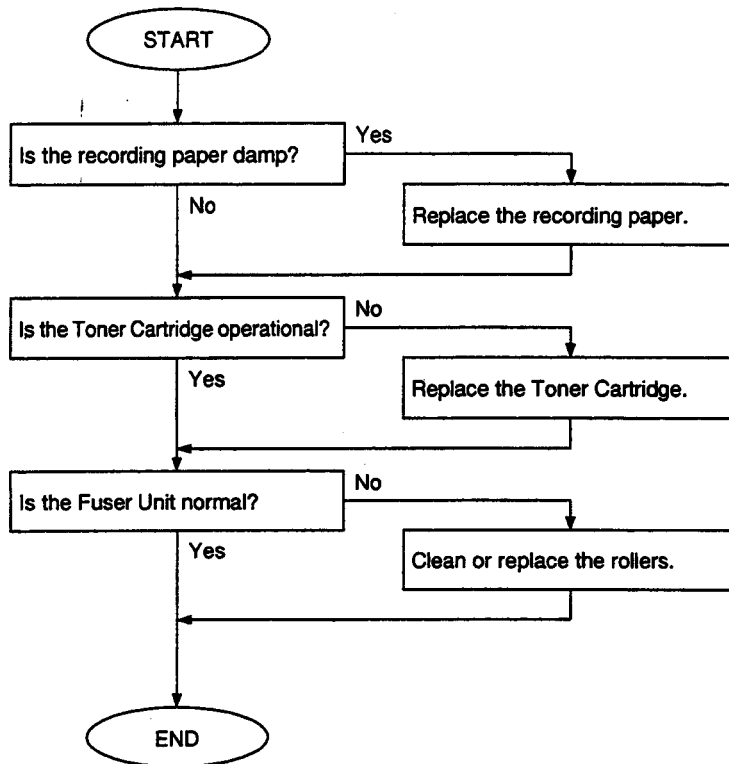 START
Is the recording paper damp?
Yes
No
Replace the recording paper.
Is the Toner Cartridge operational?
No
Yes
Replace the Toner Cartridge.
Is the Fuser Unit normal?
No
Yes
Clean or replace the rollers.
END